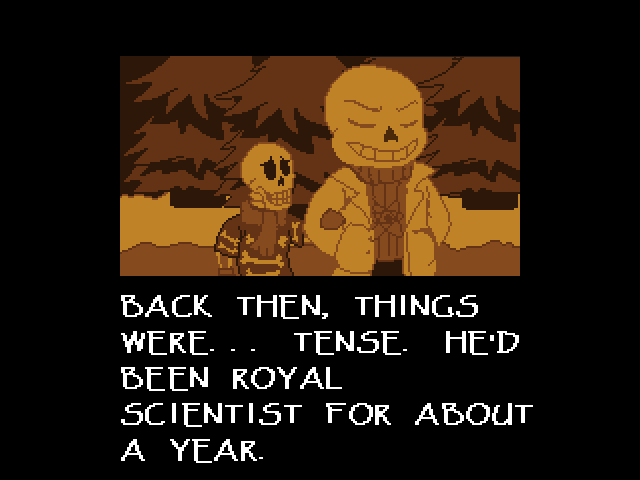 BACK THEN, THINGS
WERE... TENSE. HE'D
BEEN ROYAL
SCIENTIST FOR ABOUT
A YEAR.